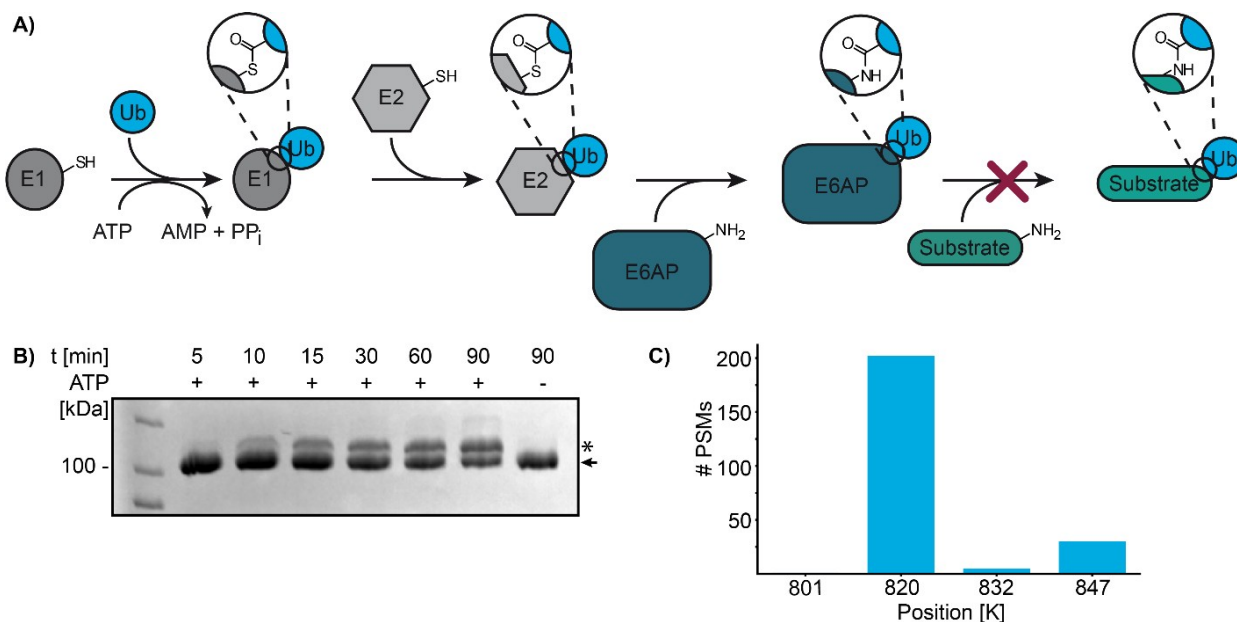 A)
O
S
O
S
O
NH
O
NH
Ub
SH
E2
SH
E1
E1
Ub
E2
Ub
E6AP
Ub
Substrate
Ub
ATP
AMP + PPi
E6AP
NH2
Substrate
NH2
B)
t [min] 5 10 15 30 60 90 90
ATP + + + + + + -
[kDa]
*
100 -
C)
# PSMs
200
150
100
50
801 820 832 847
Position [K]